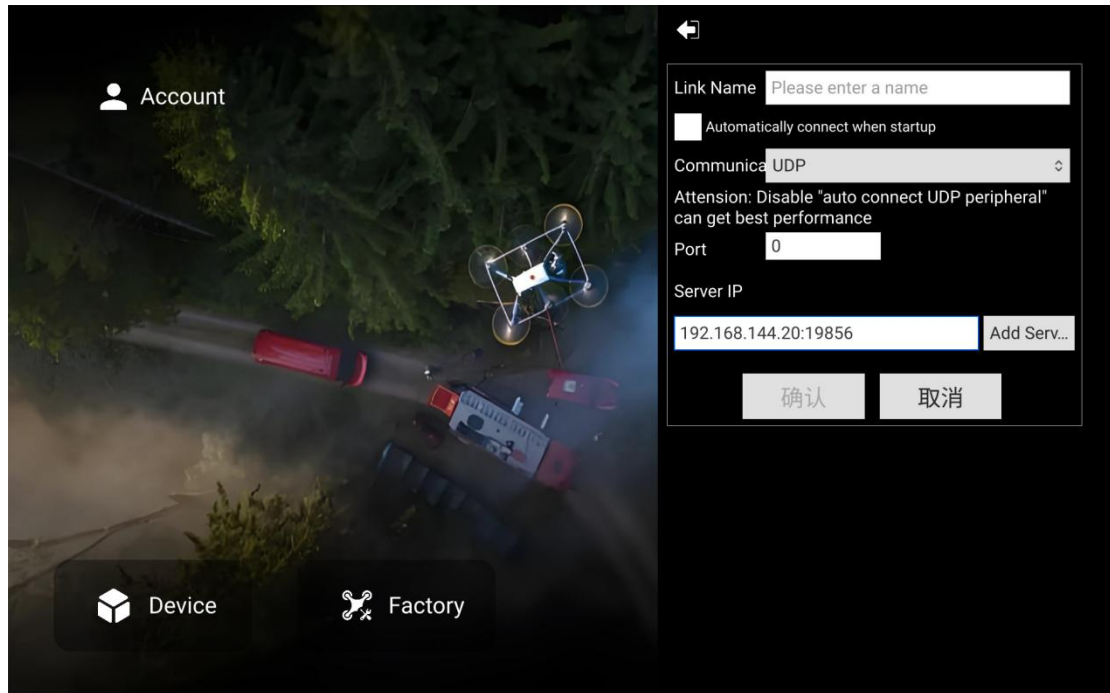 Account
Device
Factory
Link Name
Please enter a name
Automatically connect when startup
Communica
UDP
Attension: Disable "auto connect UDP peripheral"
can get best performance
Port
0
Server IP
192.168.144.20:19856
Add Serv...
确认
取消